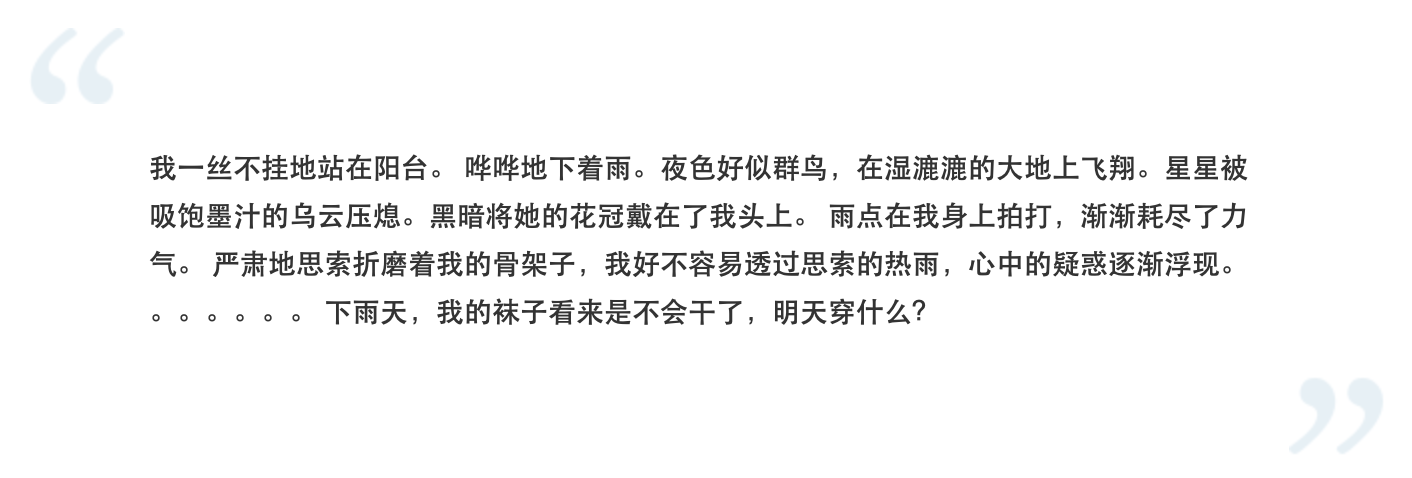 我一丝不挂地站在阳台。 哗哗地下着雨。夜色好似群鸟，在湿漉漉的大地上飞翔。星星被
吸饱墨汁的乌云压熄。黑暗将她的花冠戴在了我头上。 雨点在我身上拍打，渐渐耗尽了力
气。 严肃地思索折磨着我的骨架子，我好不容易透过思索的热雨，心中的疑惑逐渐浮现。
。。。。。。 下雨天，我的袜子看来是不会干了，明天穿什么？